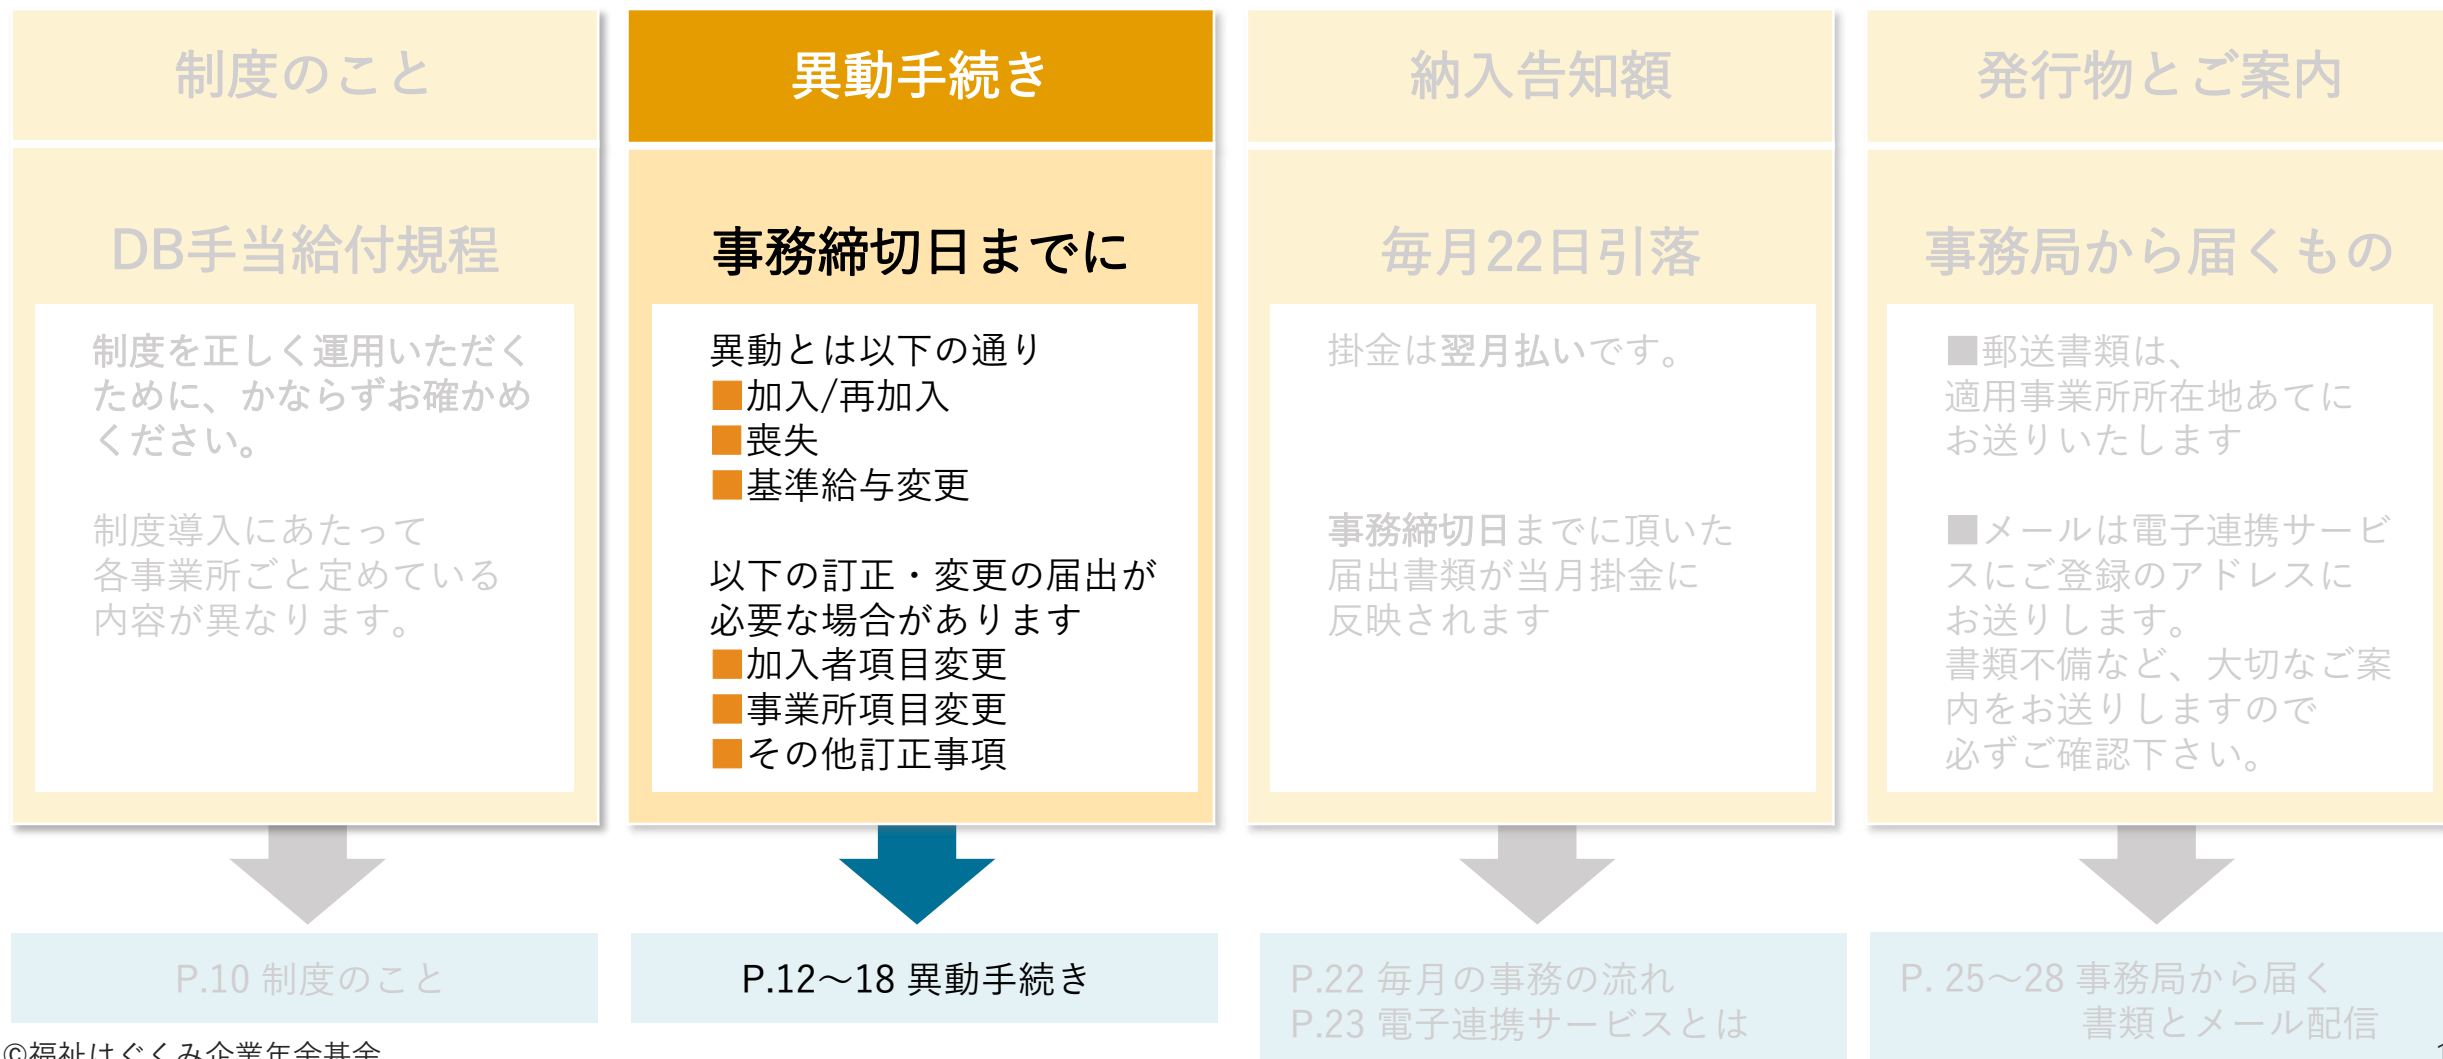 制度のこと
DB手当給付規程
制度を正しく運用いただく
ために、かならずお確かめ
ください。
制度導入にあたって
各事業所ごと定めている
内容が異なります。
P.10 制度のこと
異動手続き
事務締切日までに
異動とは以下の通り
■加入/再加入
■喪失
■基準給与変更
以下の訂正・変更の届出が
必要な場合があります
■加入者項目変更
■事業所項目変更
■その他訂正事項
P.12～18 異動手続き
納入告知額
毎月22日引落
掛金は翌月払いです。
事務締切日までに頂いた
届出書類が当月掛金に
反映されます
P.22 毎月の事務の流れ
P.23 電子連携サービスとは
発行物とご案内
事務局から届くもの
■郵送書類は、
適用事業所所在地あてに
お送りいたします
■メールは電子連携サービ
スにご登録のアドレスに
お送りします。
書類不備など、大切なご案
内をお送りしますので
必ずご確認下さい。
P. 25～28 事務局から届く
書類とメール配信
©福祉はぐくみ企業年金基金